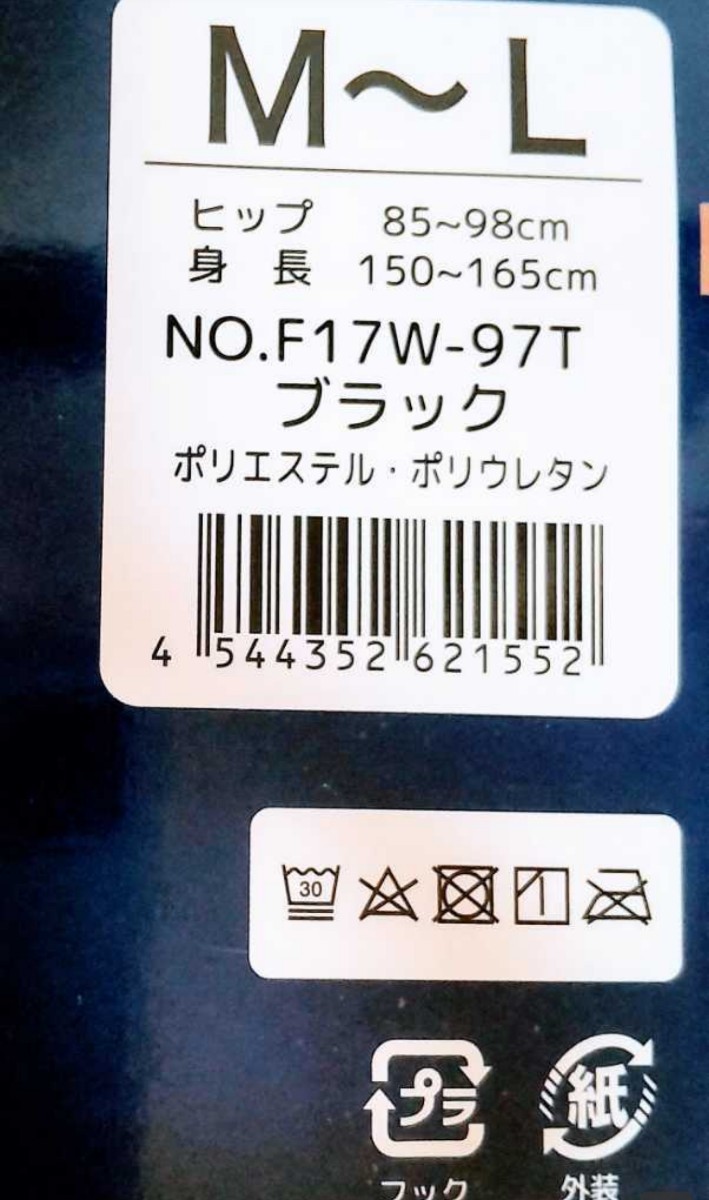 M～L
ヒップ 85~98cm
身 長 150~165cm
NO.F17W-97T
ブラック
ポリエステル・ポリウレタン
4 544352 621552
30
プラ 紙
フック 外装